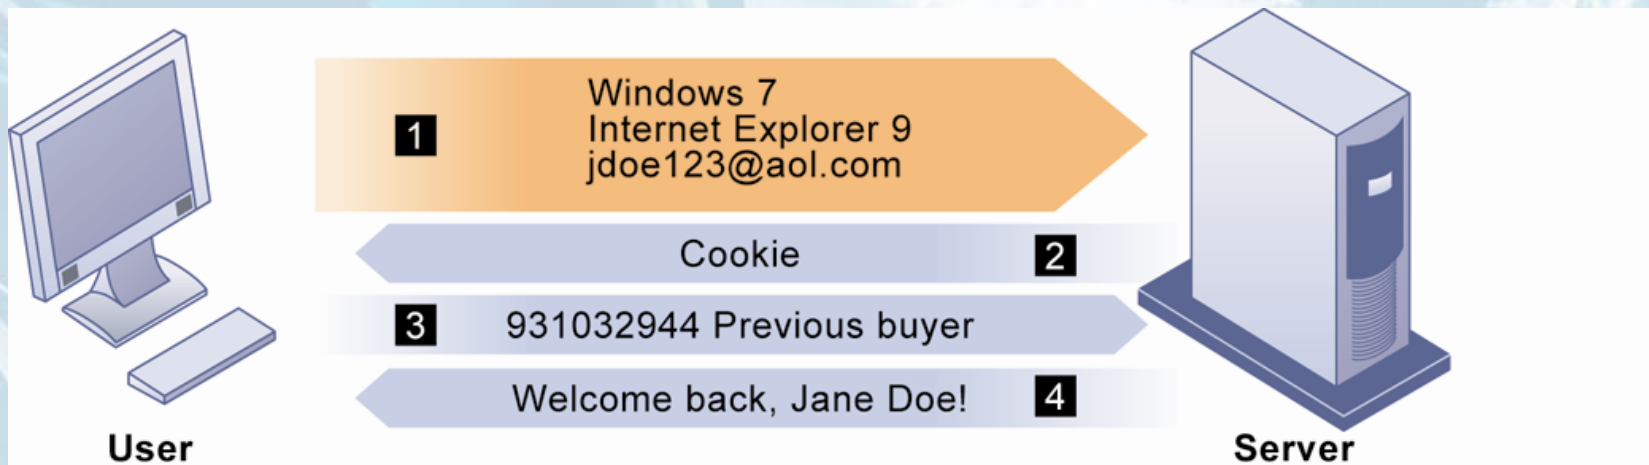 1
Windows 7
Internet Explorer 9
jdoe123@aol.com
Cookie 2
3 931032944 Previous buyer
Welcome back, Jane Doe! 4
User
Server